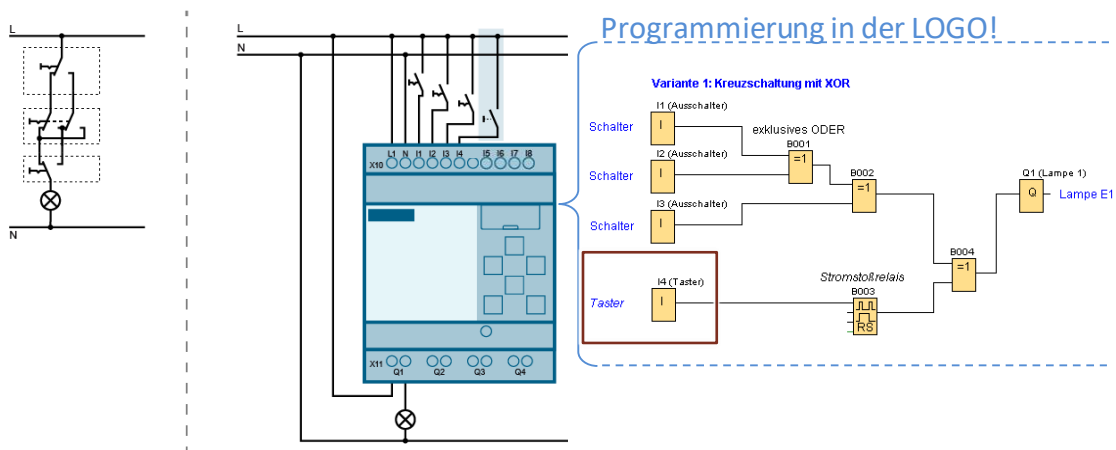 Programmierung in der LOGO!
L
N
L
N
X10
L1 N I1 I2 I3 I4 I5 I6 I7 I8
X11
Q1 Q2 Q3 Q4
Variante 1: Kreuzschaltung mit XOR
I1 (Ausschalter)
Schalter
I
exklusives ODER
B001
=1
I2 (Ausschalter)
Schalter
I
B002
=1
Q1 (Lampe 1)
Q
Lampe E1
I3 (Ausschalter)
Schalter
I
B004
=1
I4 (Taster)
Taster
I
Stromstoßrelais
B003
RS